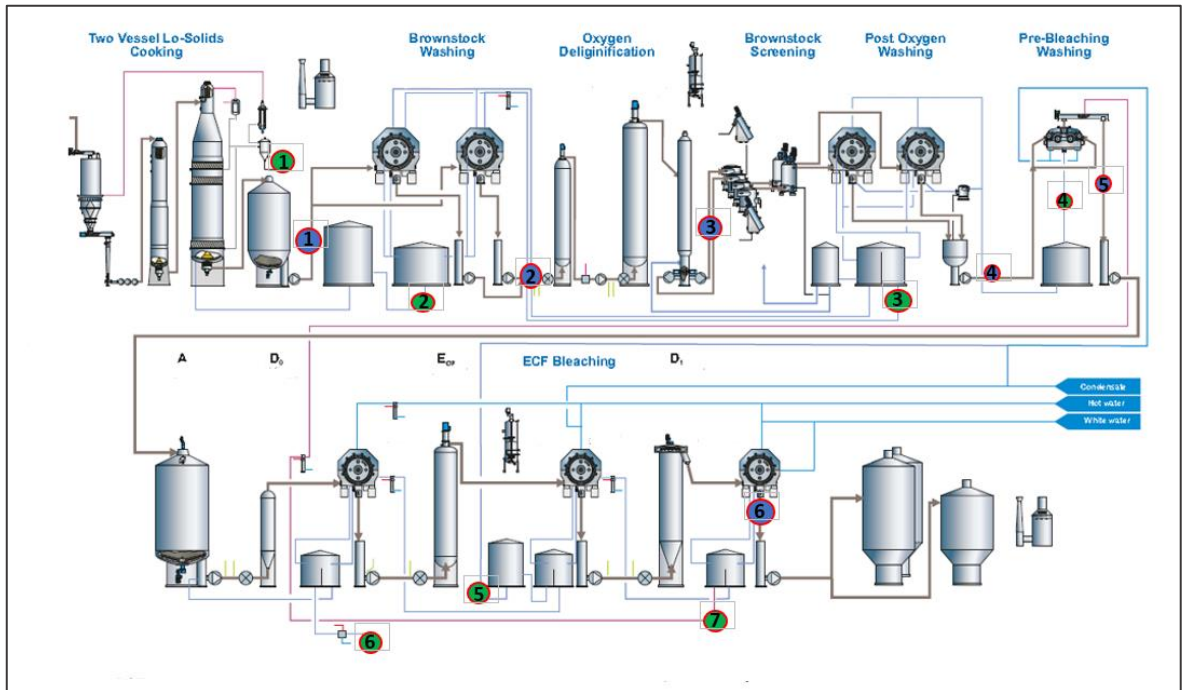 Two Vessel Lo-Solids
Cooking
Brownstock
Washing
Oxygen
Deliginification
Brownstock
Screening
Post Oxygen
Washing
Pre-Bleaching
Washing
1
1
2
2
3
3
4
4
5
A
D0
EOP
ECF Bleaching
D1
Condensate
Hot water
White water
6
5
6
7